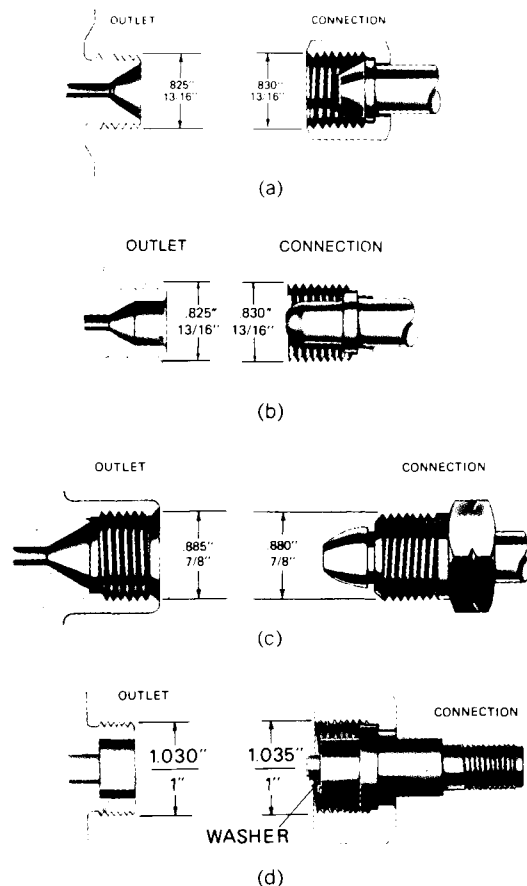 OUTLET CONNECTION
.825" .830"
13/16" 13/16"
(a)
OUTLET CONNECTION
.825" .830"
13/16" 13/16"
(b)
OUTLET CONNECTION
.885" .880"
7/8" 7/8"
(c)
OUTLET CONNECTION
1.030" 1.035"
1" 1"
WASHER
(d)